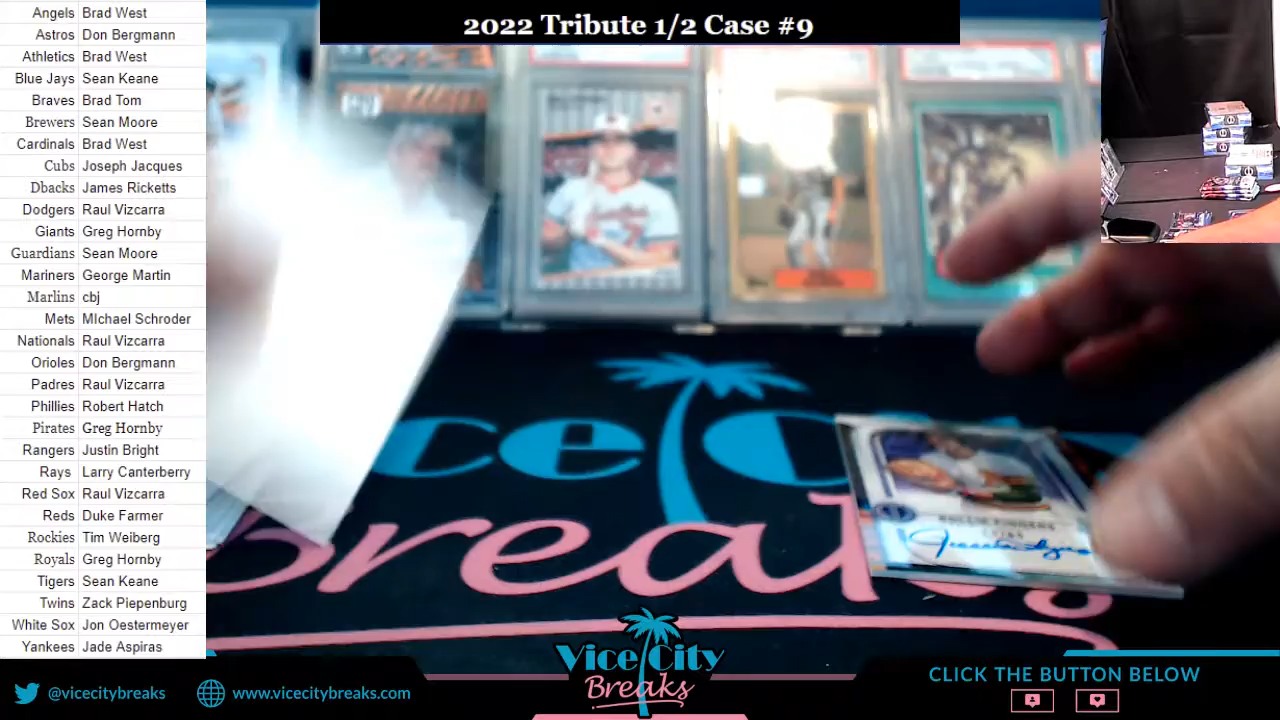 2022 Tribute 1/2 Case #9
Angels Brad West
Astros Don Bergmann
Athletics Brad West
Blue Jays Sean Keane
Braves Brad Tom
Brewers Sean Moore
Cardinals Brad West
Cubs Joseph Jacques
Dbacks James Ricketts
Dodgers Raul Vizcarra
Giants Greg Hornby
Guardians Sean Moore
Mariners George Martin
Marlins cbj
Mets MIchael Schroder
Nationals Raul Vizcarra
Orioles Don Bergmann
Padres Raul Vizcarra
Phillies Robert Hatch
Pirates Greg Hornby
Rangers Justin Bright
Rays Larry Canterberry
Red Sox Raul Vizcarra
Reds Duke Farmer
Rockies Tim Weiberg
Royals Greg Hornby
Tigers Sean Keane
Twins Zack Piepenburg
White Sox Jon Oestermeyer
Yankees Jade Aspiras
ce C
Breaks
ROLLIE FINGERS
Vice City
Breaks
@vicecitybreaks
www.vicecitybreaks.com
CLICK THE BUTTON BELOW